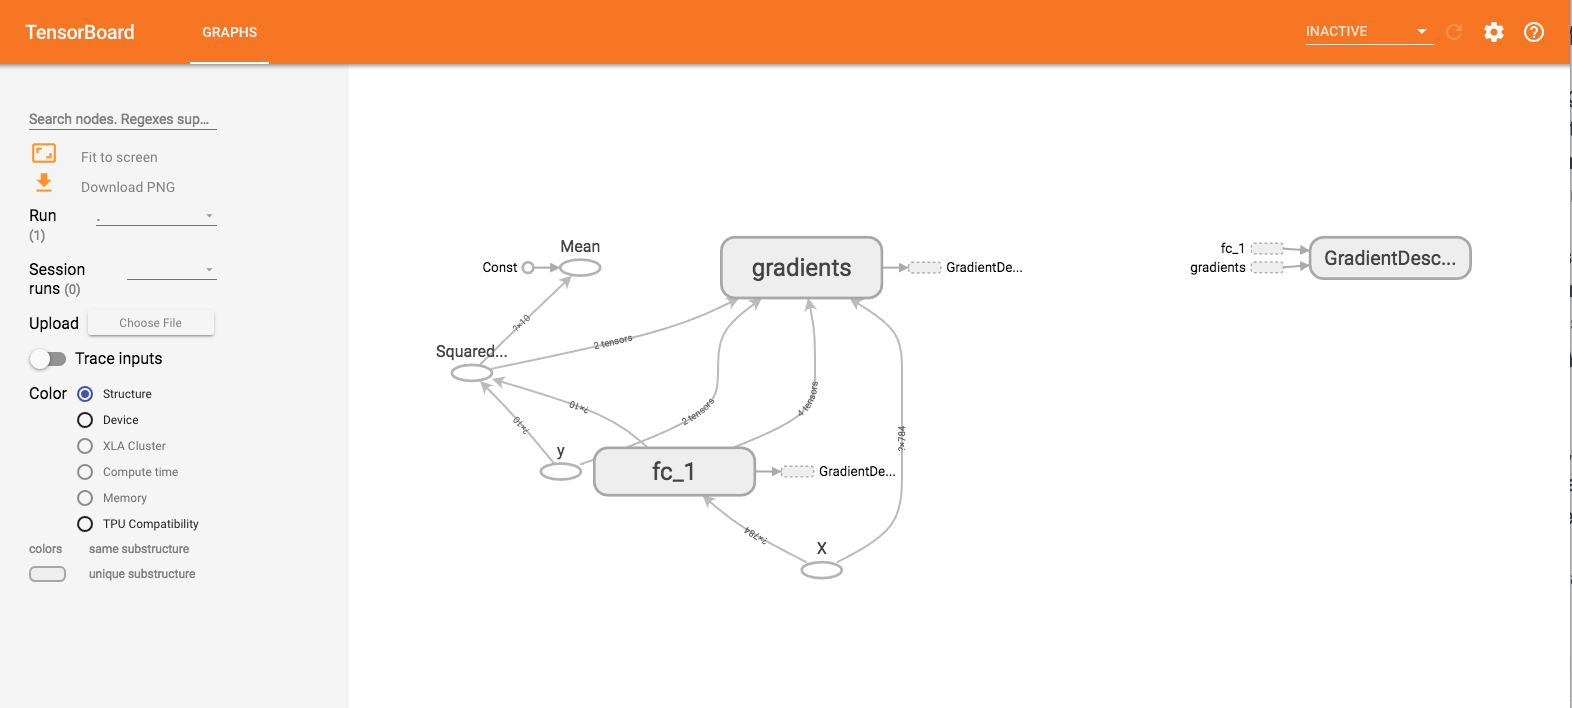 TensorBoard
GRAPHS
INACTIVE
Search nodes. Regexes sup...
Fit to screen
Download PNG
Run
(1)
.
Session
runs (0)
Upload
Choose File
Trace inputs
Color
Structure
Device
XLA Cluster
Compute time
Memory
TPU Compatibility
colors
same substructure
unique substructure
Mean
Const
gradients
GradientDe...
?×10
2 tensors
Squared...
?×10
?×10
2 tensors
4 tensors
?×784
y
fc_1
GradientDe...
?×784
X
fc_1
gradients
GradientDesc...